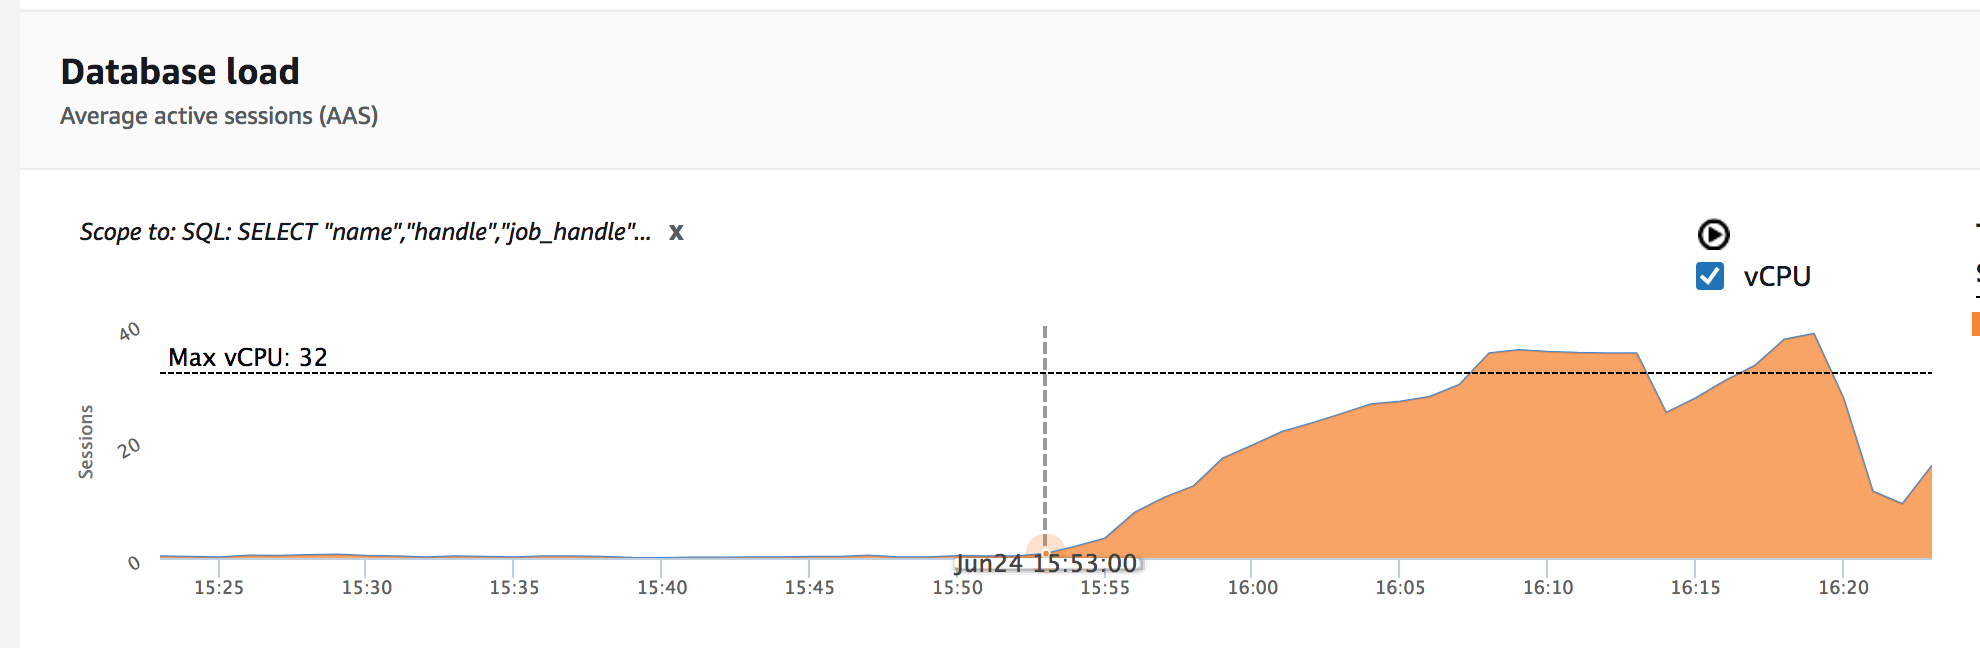 Database load
Average active sessions (AAS)
Scope to: SQL: SELECT "name","handle","job_handle"... x
vCPU
40
Max vCPU: 32
Sessions
20
0
Jun24 15:53:00
15:25 15:30 15:35 15:40 15:45 15:50 15:55 16:00 16:05 16:10 16:15 16:20